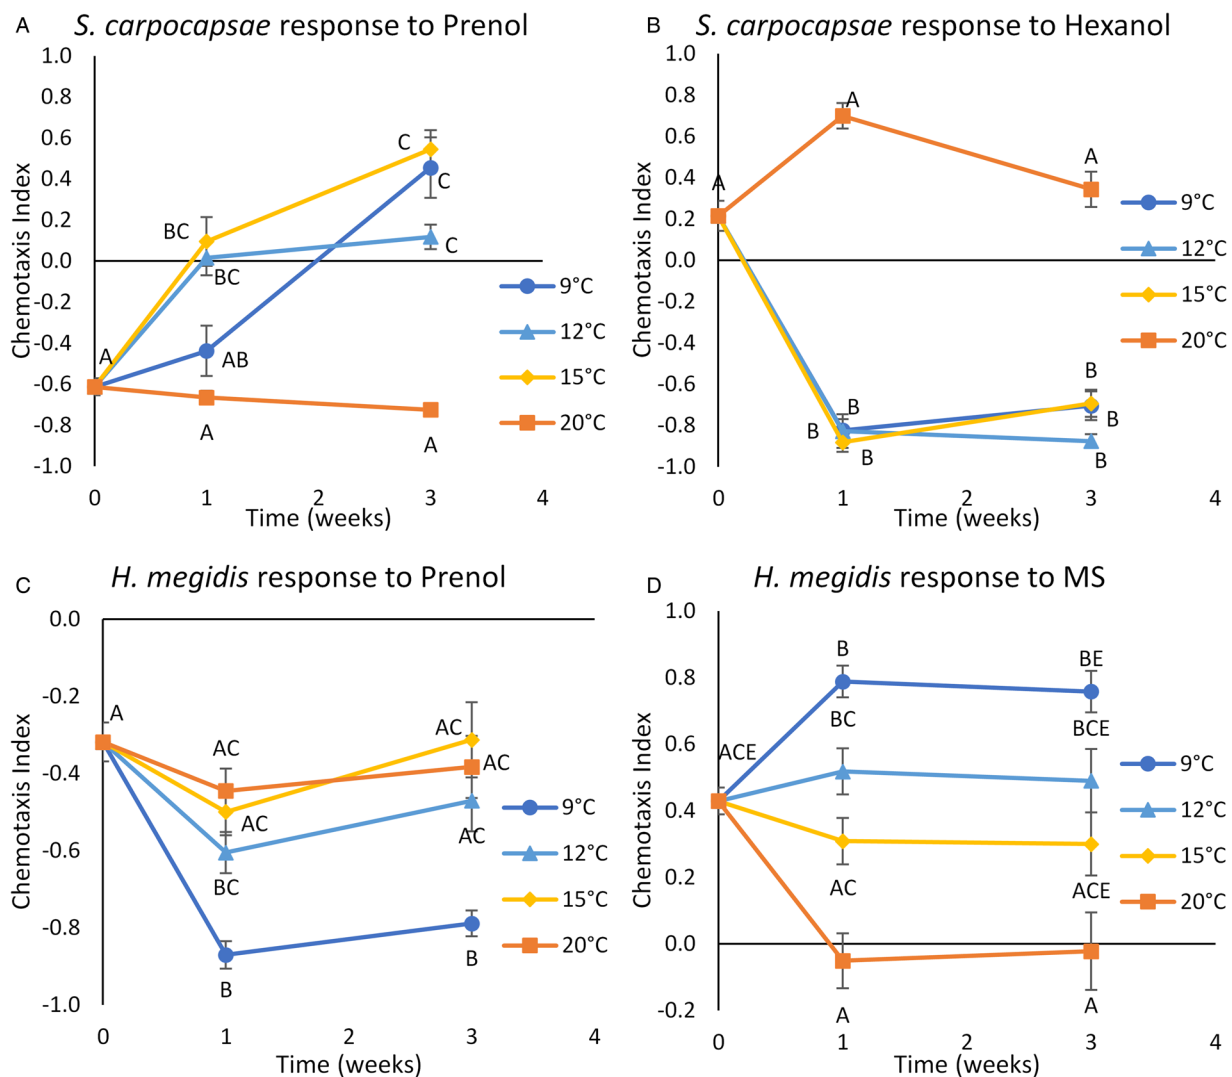 A
S. carpocapsae response to Prenol
Chemotaxis Index
1.0
0.8
0.6
0.4
0.2
0.0
-0.2
-0.4
-0.6
-0.8
-1.0
A
BC
BC
AB
A
C
C
C
A
9°C
12°C
15°C
20°C
0
1
2
3
4
Time (weeks)
B
S. carpocapsae response to Hexanol
Chemotaxis Index
1.0
0.8
0.6
0.4
0.2
0.0
-0.2
-0.4
-0.6
-0.8
-1.0
A
A
A
B
B
B
B
B
B
9°C
12°C
15°C
20°C
0
1
2
3
4
Time (weeks)
C
H. megidis response to Prenol
Chemotaxis Index
0.0
-0.2
-0.4
-0.6
-0.8
-1.0
A
AC
AC
BC
B
AC
AC
AC
B
9°C
12°C
15°C
20°C
0
1
2
3
4
Time (weeks)
D
H. megidis response to MS
Chemotaxis Index
1.0
0.8
0.6
0.4
0.2
0.0
-0.2
ACE
B
BC
AC
A
BE
BCE
ACE
A
9°C
12°C
15°C
20°C
0
1
2
3
4
Time (weeks)